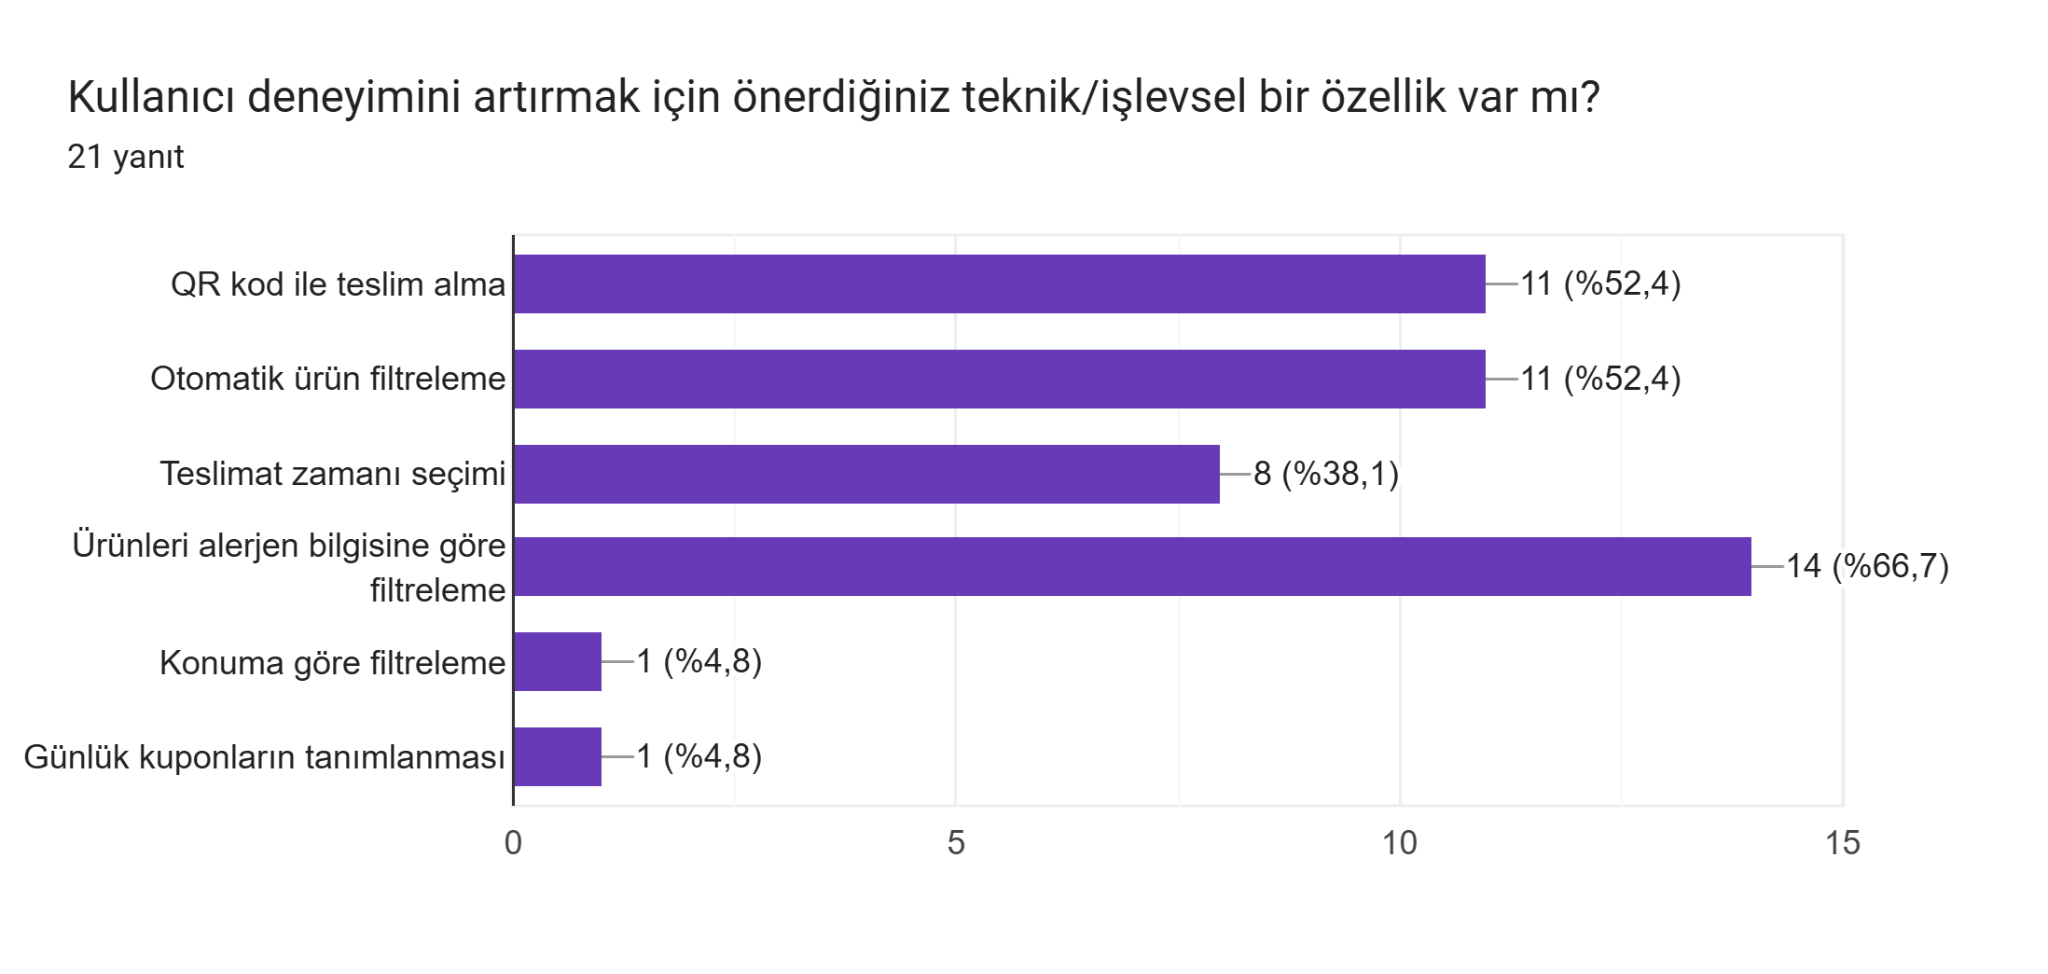 Kullanıcı deneyimini artırmak için önerdiğiniz teknik/işlevsel bir özellik var mı?
21 yanıt
QR kod ile teslim alma
11 (%52,4)
Otomatik ürün filtreleme
11 (%52,4)
Teslimat zamanı seçimi
8 (%38,1)
Ürünleri alerjen bilgisine göre
filtreleme
14 (%66,7)
Konuma göre filtreleme
1 (%4,8)
Günlük kuponların tanımlanması
1 (%4,8)
0 5 10 15